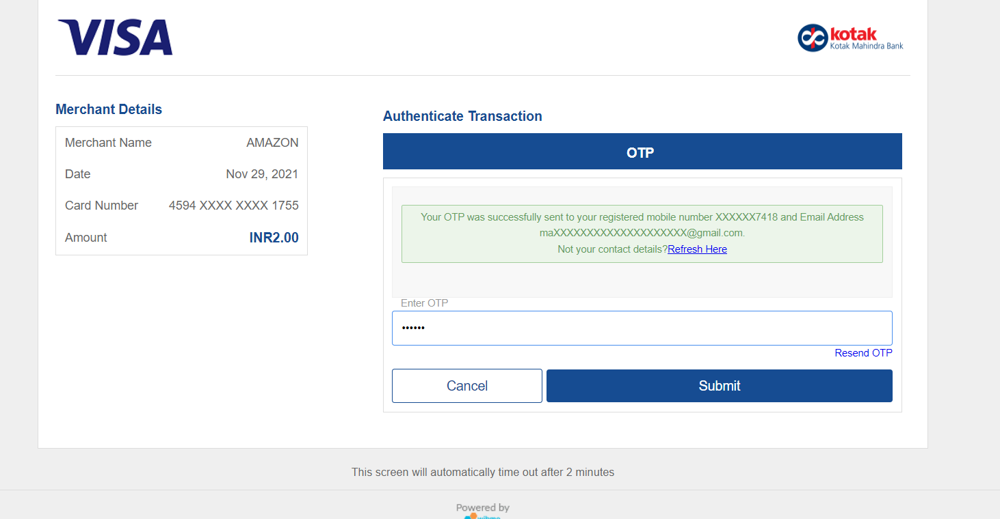 VISA
kotak
Kotak Mahindra Bank
Merchant Details
Merchant Name AMAZON
Date Nov 29, 2021
Card Number 4594 XXXX XXXX 1755
Amount INR2.00
Authenticate Transaction
OTP
Your OTP was successfully sent to your registered mobile number XXXXXX7418 and Email Address
maXXXXXXXXXXXXXXXXXXXX@gmail.com.
Not your contact details?Refresh Here
Enter OTP
••••••
Resend OTP
Cancel
Submit
This screen will automatically time out after 2 minutes
Powered by